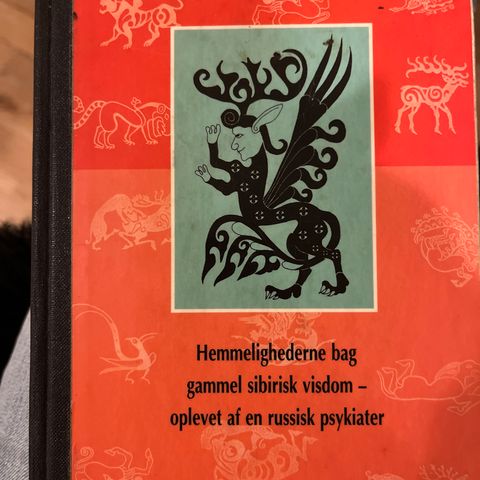 Hemmelighederne bag
gammel sibirisk visdom –
oplevet af en russisk psykiater